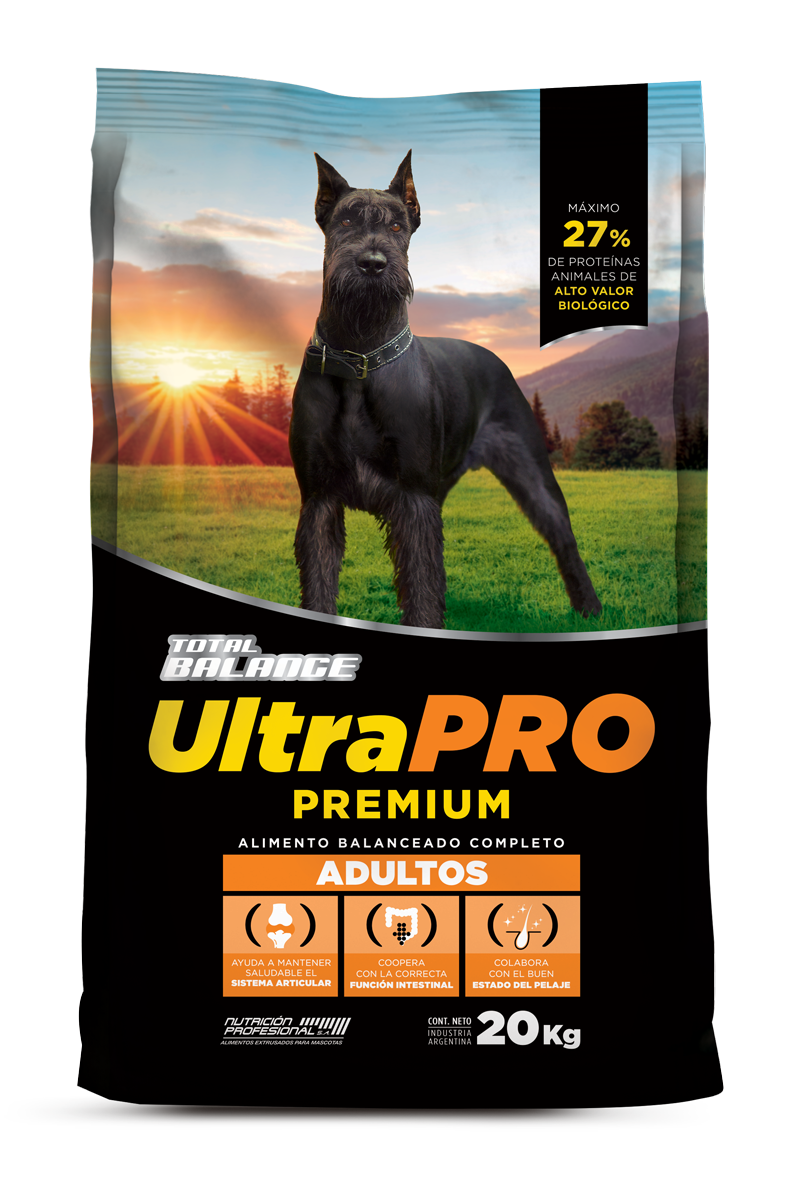 MÁXIMO
27%
DE PROTEÍNAS
ANIMALES DE
ALTO VALOR
BIOLÓGICO
TOTAL
BALANCE
UltraPRO
PREMIUM
ALIMENTO BALANCEADO COMPLETO
ADULTOS
AYUDA A MANTENER
SALUDABLE EL
SISTEMA ARTICULAR
COOPERA
CON LA CORRECTA
FUNCIÓN INTESTINAL
COLABORA
CON EL BUEN
ESTADO DEL PELAJE
NUTRICIÓN
PROFESIONAL S.A.
ALIMENTOS EXTRUSADOS PARA MASCOTAS
CONT. NETO
INDUSTRIA
ARGENTINA
20Kg